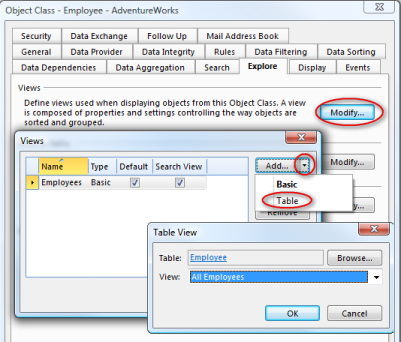 Object Class - Employee - AdventureWorks
Security Data Exchange Follow Up Mail Address Book
General Data Provider Data Integrity Rules Data Filtering Data Sorting
Data Dependencies Data Aggregation Search Explore Display Events
Views
Define views used when displaying objects from this Object Class. A view
is composed of properties and settings controlling the way objects are
sorted and grouped.
Modify...
Views
Name Type Default Search View
Employees Basic
Add...
Modify...
Basic
Table
Remove
Table View
Table: Employee Browse...
View: All Employees
OK Cancel